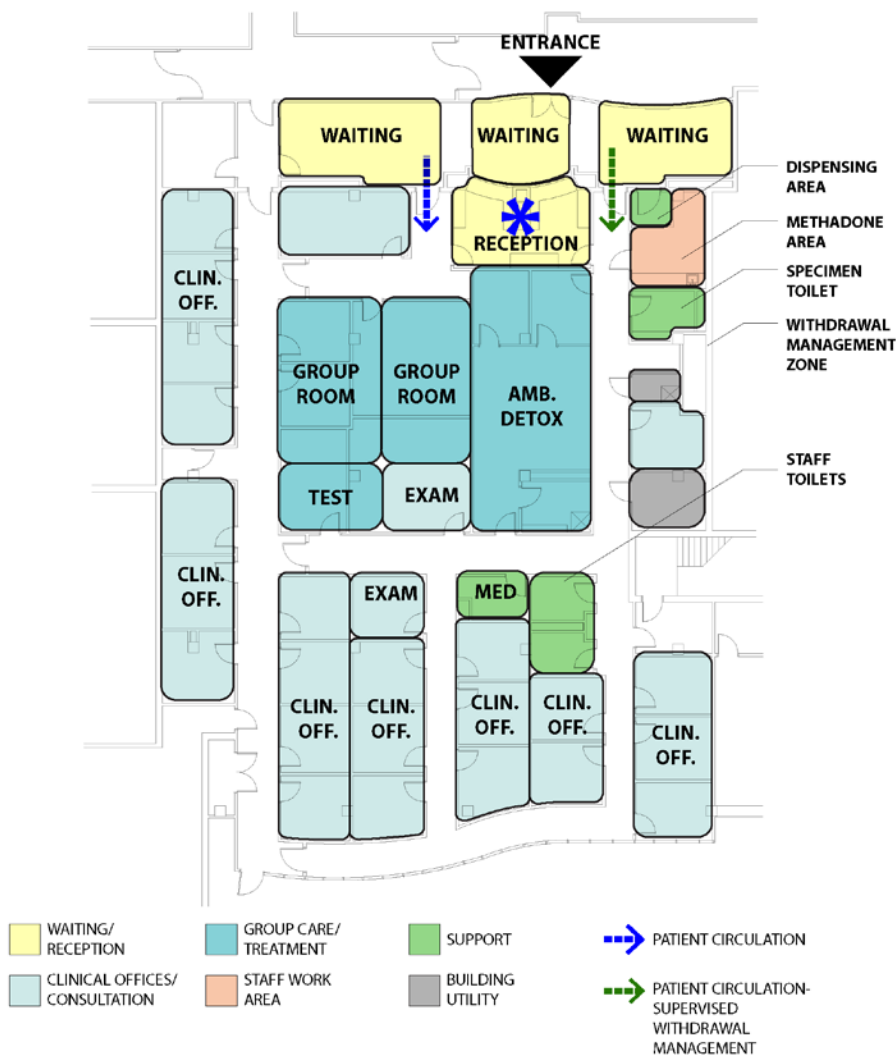 ENTRANCE
WAITING
WAITING
WAITING
DISPENSING
AREA
METHADONE
AREA
RECEPTION
SPECIMEN
TOILET
CLIN.
OFF.
WITHDRAWAL
MANAGEMENT
ZONE
GROUP
ROOM
GROUP
ROOM
AMB.
DETOX
STAFF
TOILETS
TEST
EXAM
CLIN.
OFF.
EXAM
MED
CLIN.
OFF.
CLIN.
OFF.
CLIN.
OFF.
CLIN.
OFF.
CLIN.
OFF.
WAITING/
RECEPTION
GROUP CARE/
TREATMENT
SUPPORT
PATIENT CIRCULATION
CLINICAL OFFICES/
CONSULTATION
STAFF WORK
AREA
BUILDING
UTILITY
PATIENT CIRCULATION-
SUPERVISED
WITHDRAWAL
MANAGEMENT